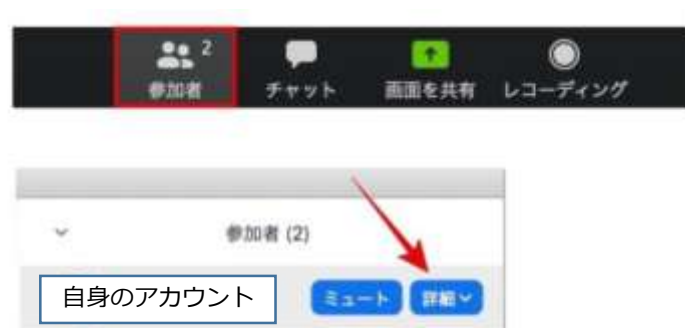 2
参加者 チャット 画面を共有 レコーディング
参加者 (2)
自身のアカウント ミュート 詳細